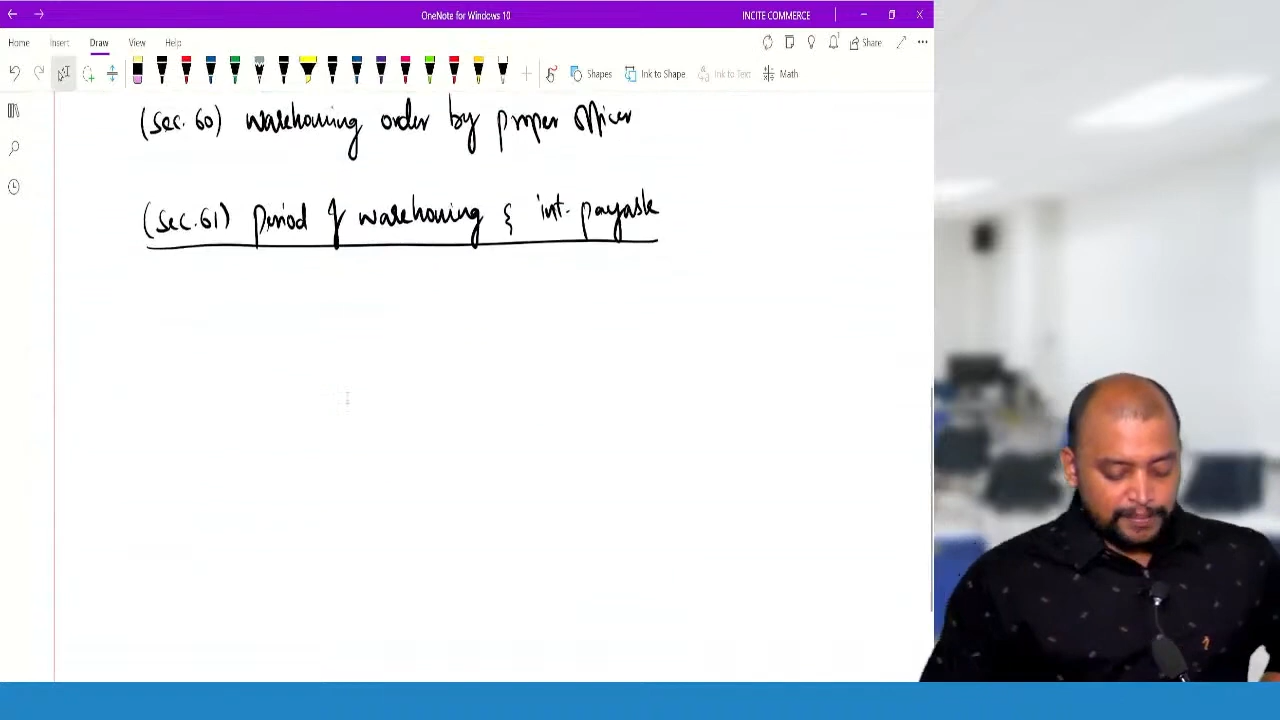 OneNote for Windows 10
INCITE COMMERCE
Home Insert Draw View Help
Share
Shapes Ink to Shape Ink to Text Math
(Sec. 60) warehousing order by proper officer
(Sec. 61) period of warehousing & int. payable